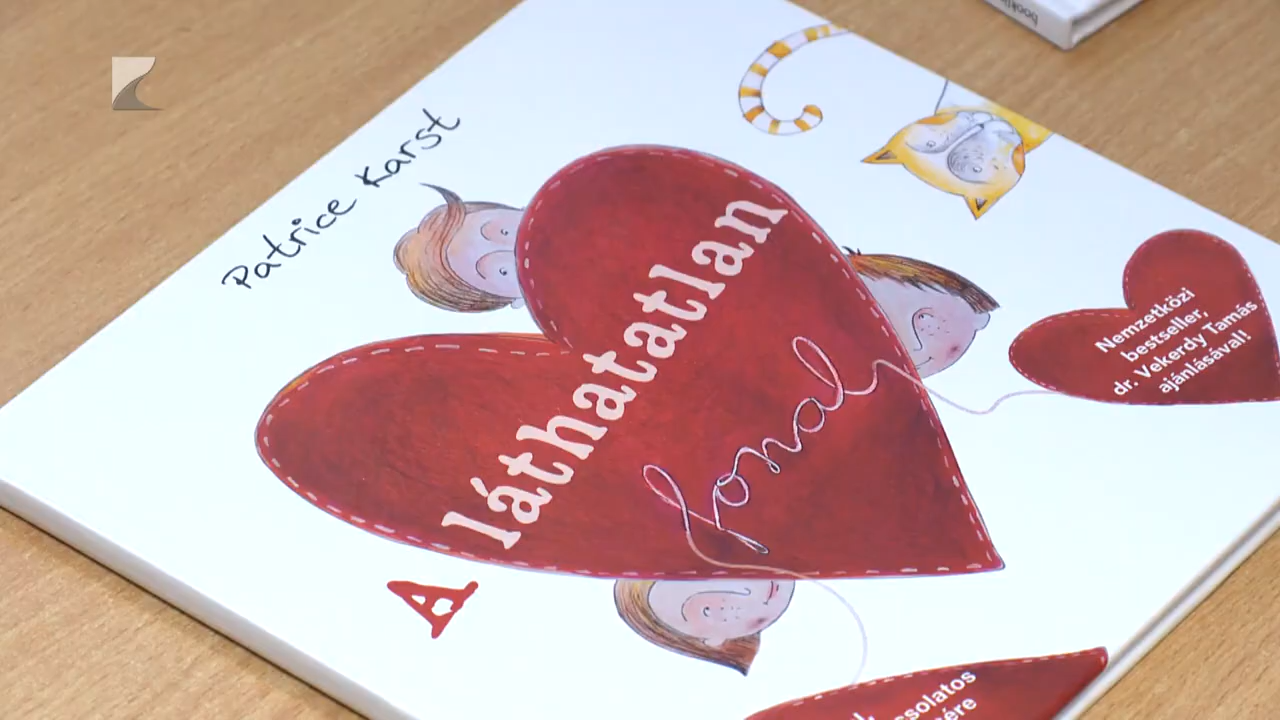 Patrice Karst
A
láthatatlan
fonal
Nemzetközi
bestseller,
dr. Vekerdy Tamás
ajánlásával!